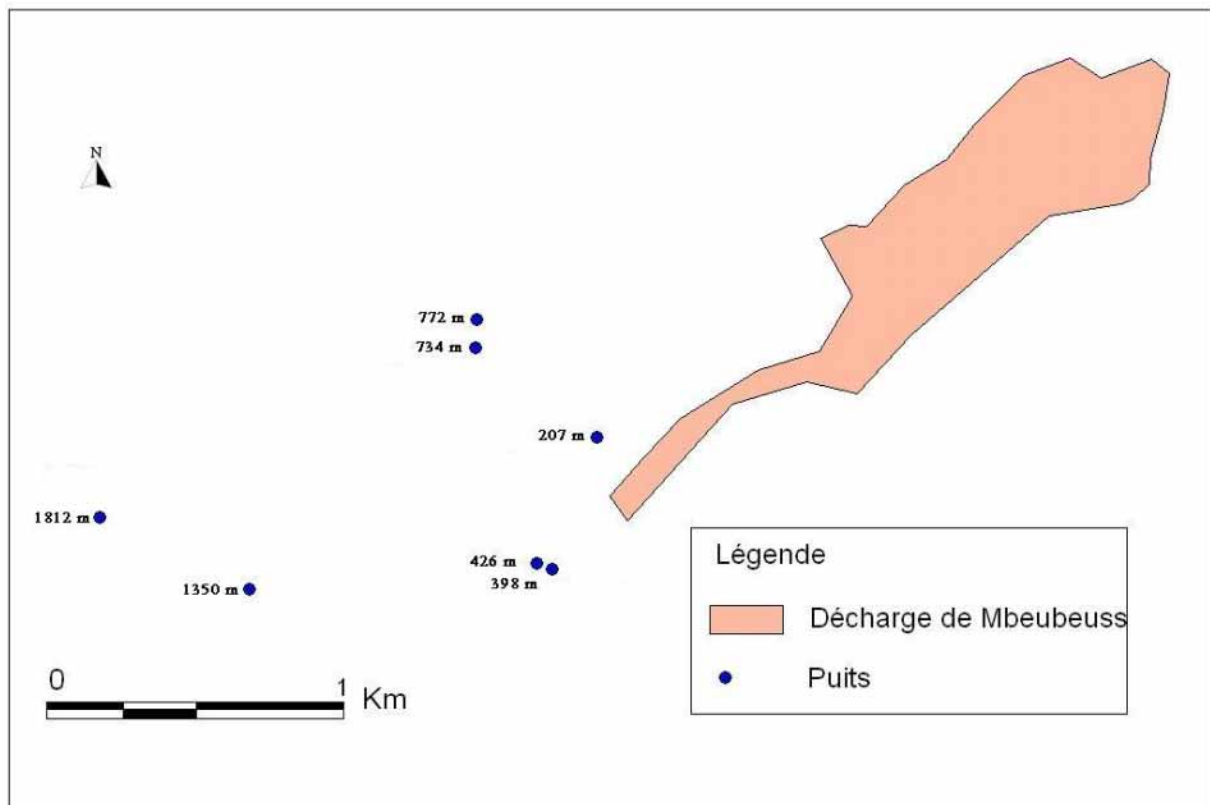 N
772 m
734 m
207 m
1812 m
426 m
398 m
1350 m
Légende
Décharge de Mbeubeuss
Puits
0 1 Km